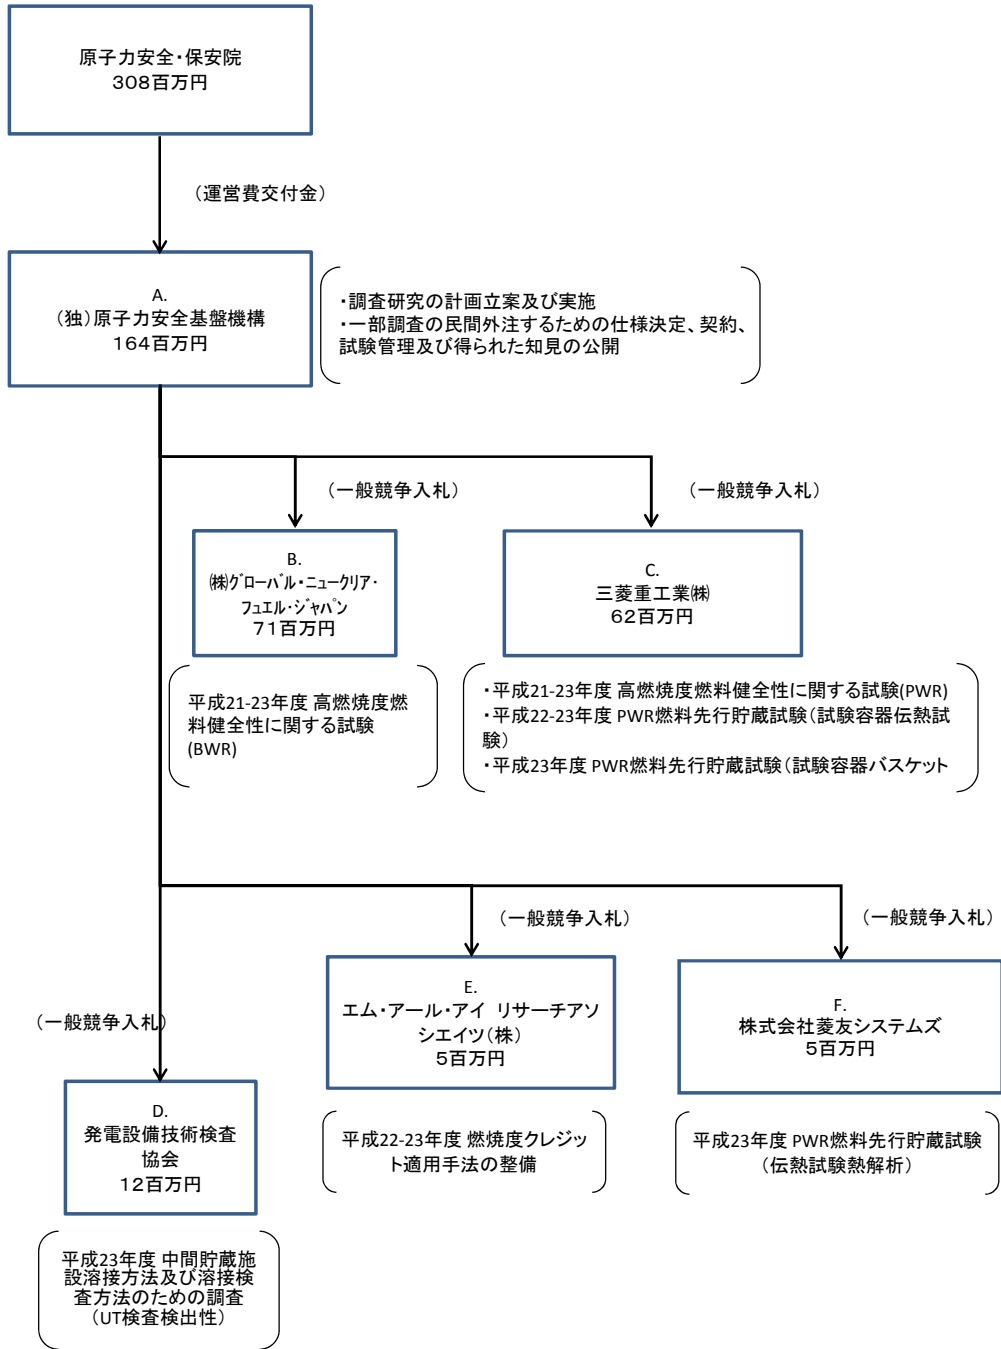 原子力安全・保安院
308百万円
（運営費交付金）
A.
（独）原子力安全基盤機構
164百万円
・調査研究の計画立案及び実施
・一部調査の民間外注するための仕様決定、契約、
試験管理及び得られた知見の公開
（一般競争入札）
（一般競争入札）
B.
㈱ｸﾞﾛｰﾊﾞﾙ・ﾆｭｰｸﾘｱ・
ﾌｭｴﾙ・ｼﾞｬﾊﾟﾝ
71百万円
C.
三菱重工業㈱
62百万円
平成21-23年度 高燃焼度燃
料健全性に関する試験
(BWR)
・平成21-23年度 高燃焼度燃料健全性に関する試験(PWR)
・平成22-23年度 PWR燃料先行貯蔵試験（試験容器伝熱試
験）
・平成23年度 PWR燃料先行貯蔵試験（試験容器バスケット
（一般競争入札）
（一般競争入札）
（一般競争入札）
D.
発電設備技術検査
協会
12百万円
E.
エム・アール・アイ リサーチアソ
シエイツ（株）
5百万円
F.
株式会社菱友システムズ
5百万円
平成23年度 中間貯蔵施
設溶接方法及び溶接検
査方法のための調査
（UT検査検出性）
平成22-23年度 燃焼度クレジッ
ト適用手法の整備
平成23年度 PWR燃料先行貯蔵試験
（伝熱試験熱解析）